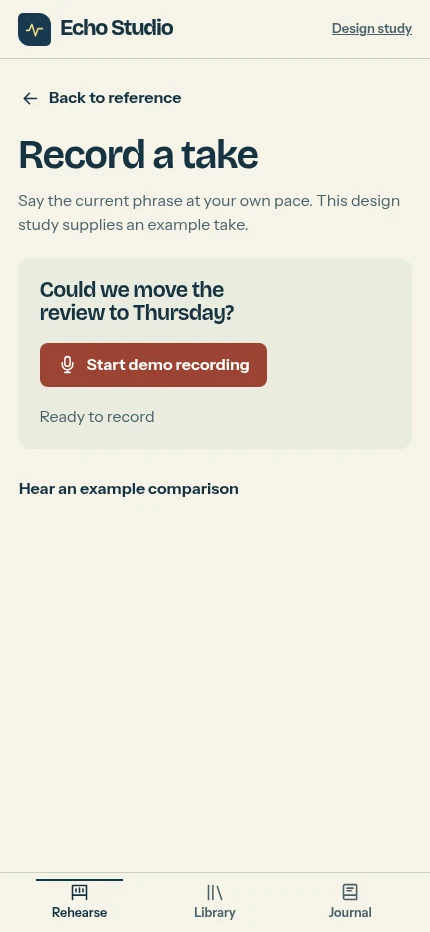 Echo Studio
Design study
Back to reference
Record a take
Say the current phrase at your own pace. This design
study supplies an example take.
Could we move the
review to Thursday?
Start demo recording
Ready to record
Hear an example comparison
Rehearse
Library
Journal